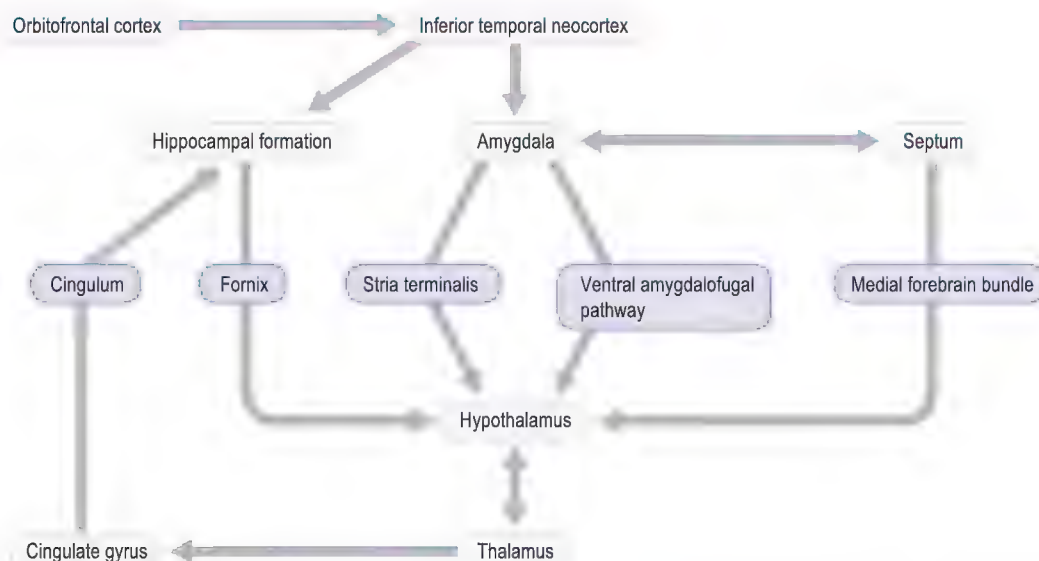 Orbitofrontal cortex
Inferior temporal neocortex
Hippocampal formation
Amygdala
Septum
Cingulum
Fornix
Stria terminalis
Ventral amygdalofugal
pathway
Medial forebrain bundle
Hypothalamus
Cingulate gyrus
Thalamus